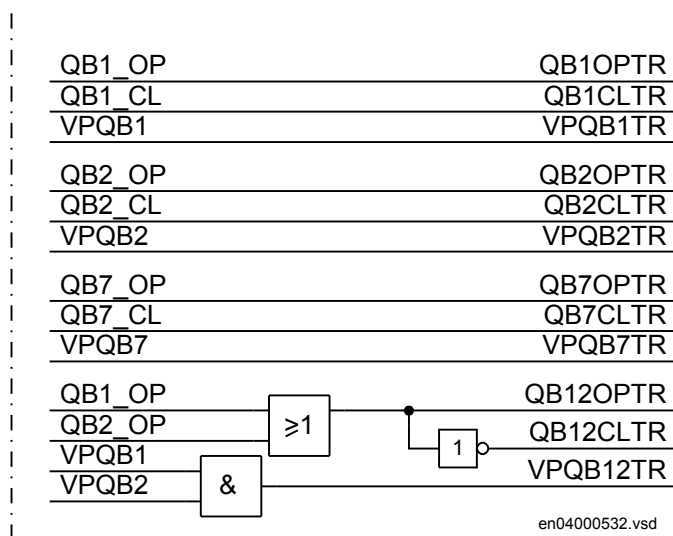 QB1_OP QB1OPTR
QB1_CL QB1CLTR
VPQB1 VPQB1TR
QB2_OP QB2OPTR
QB2_CL QB2CLTR
VPQB2 VPQB2TR
QB7_OP QB7OPTR
QB7_CL QB7CLTR
VPQB7 VPQB7TR
QB1_OP QB12OPTR
QB2_OP ≥1 QB12CLTR
VPQB1 1
VPQB2 & VPQB12TR
en04000532.vsd